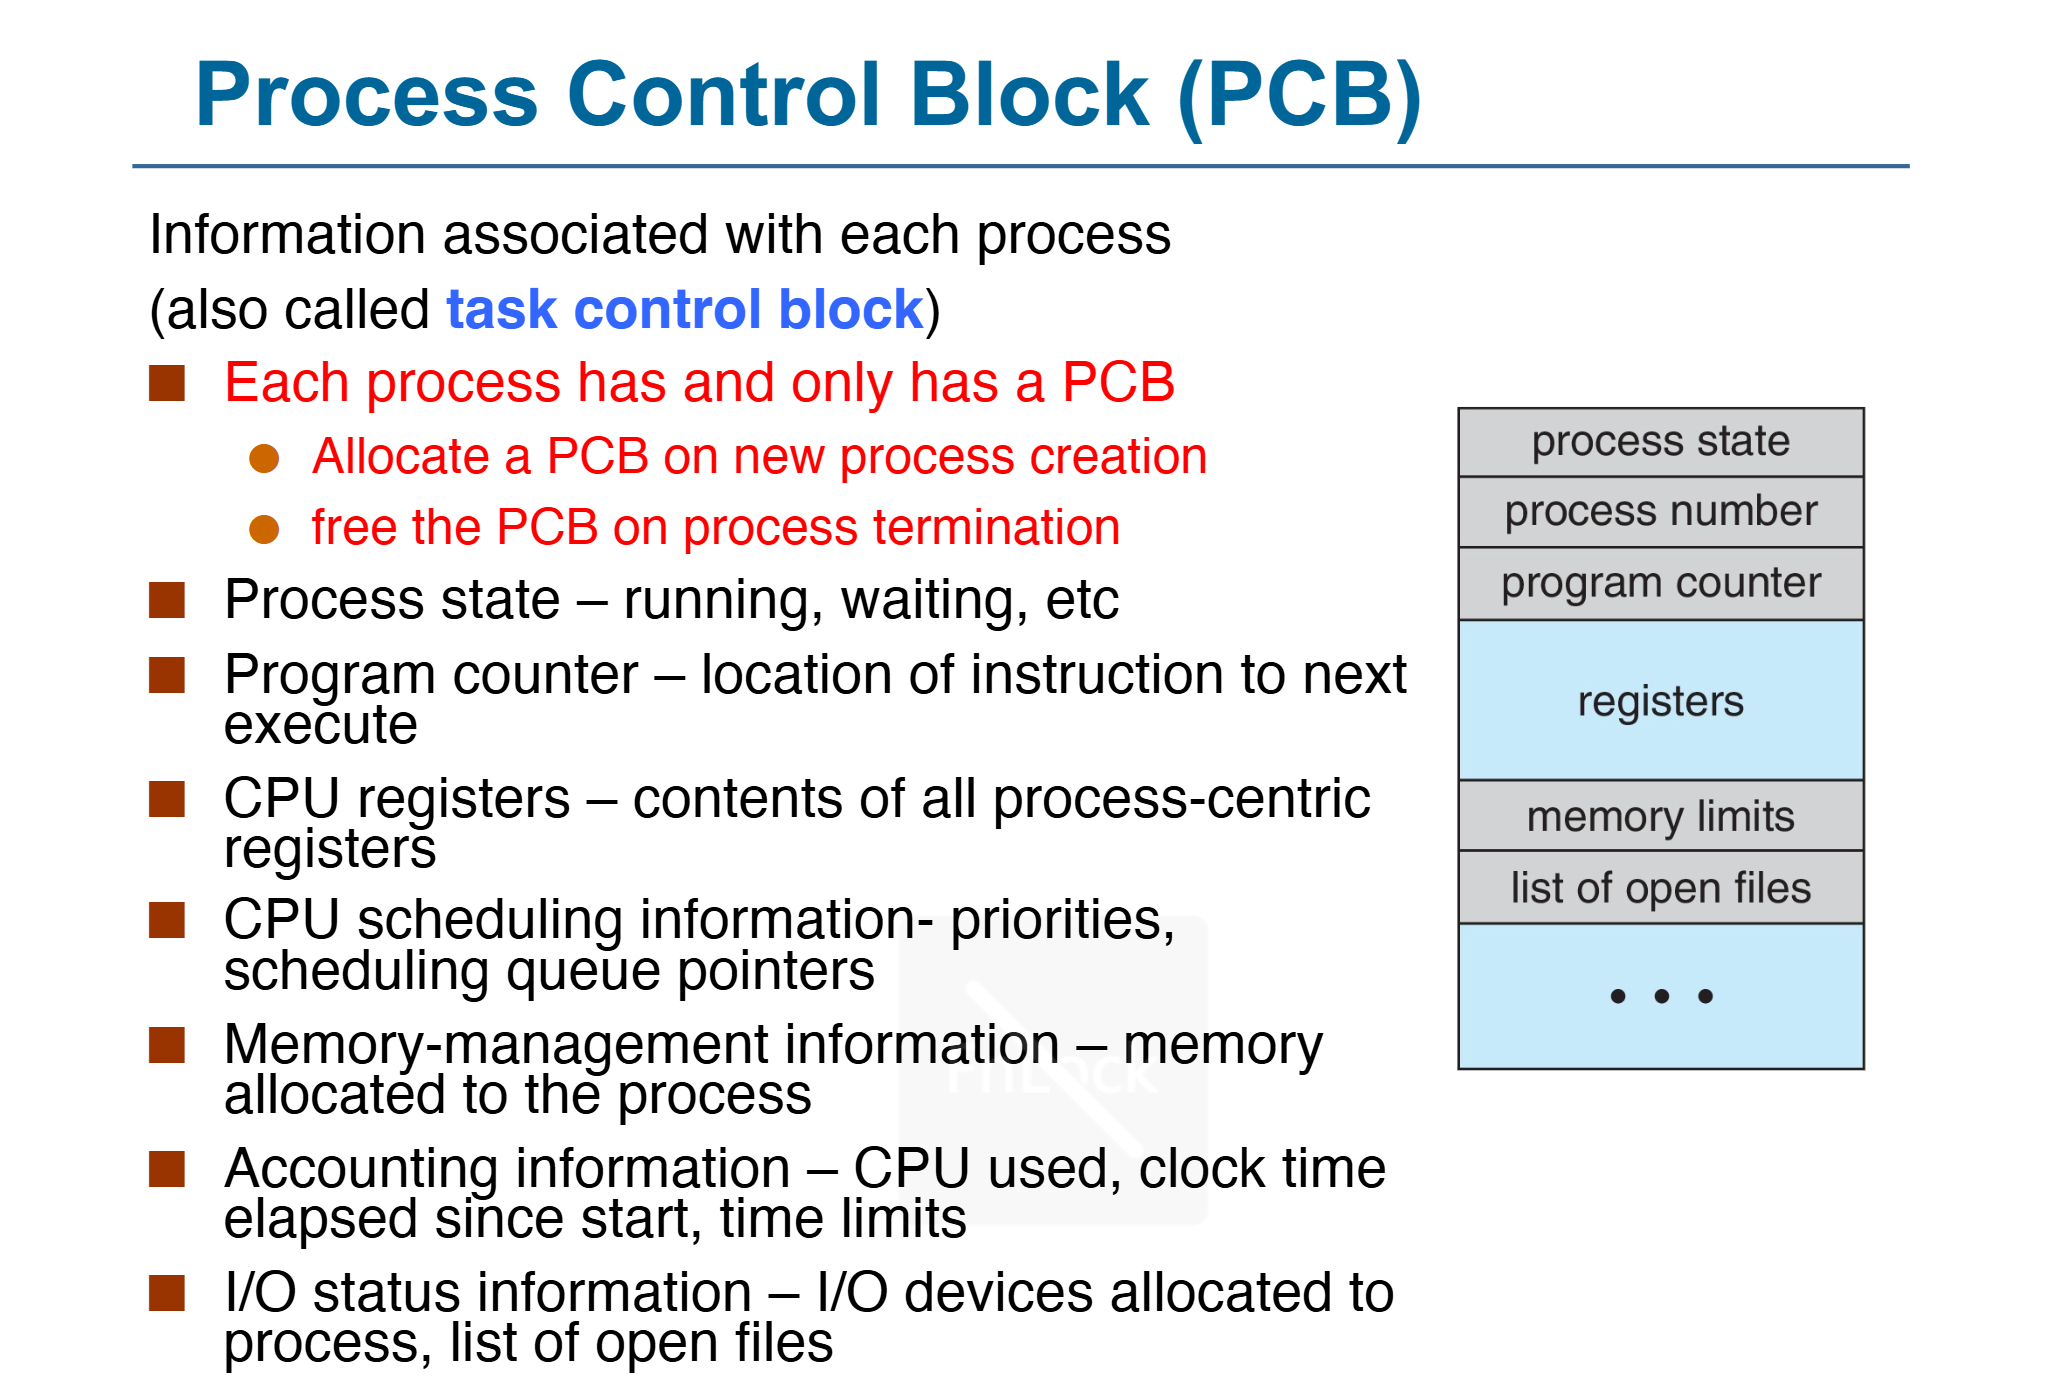 Process Control Block (PCB)
Information associated with each process
(also called task control block)
Each process has and only has a PCB
Allocate a PCB on new process creation
free the PCB on process termination
Process state – running, waiting, etc
Program counter – location of instruction to next
execute
CPU registers – contents of all process-centric
registers
CPU scheduling information- priorities,
scheduling queue pointers
Memory-management information – memory
allocated to the process
Accounting information – CPU used, clock time
elapsed since start, time limits
I/O status information – I/O devices allocated to
process, list of open files
process state
process number
program counter
registers
memory limits
list of open files
• • •
FnLock